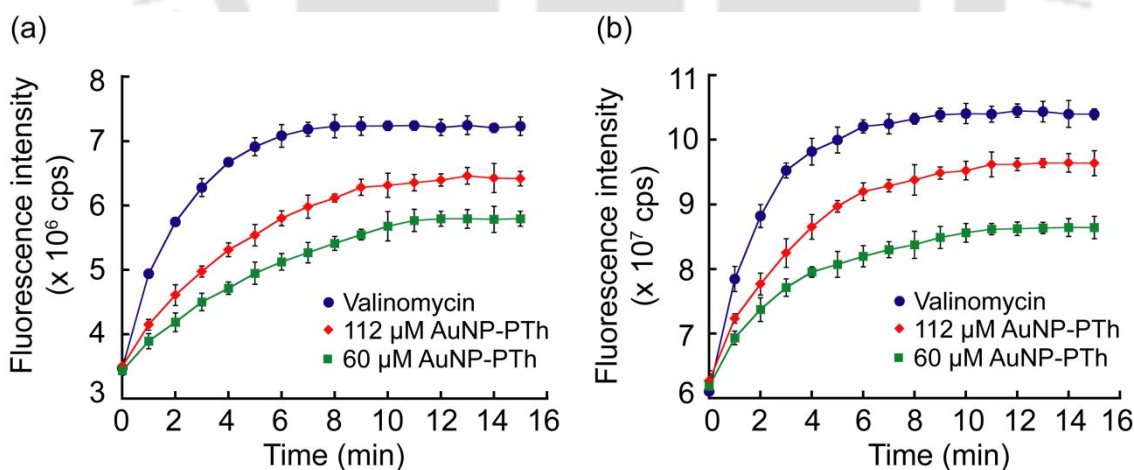 (a)
Fluorescence intensity
(x 10⁶ cps)
8
7
6
5
4
3
Valinomycin
112 µM AuNP-PTh
60 µM AuNP-PTh
0 2 4 6 8 10 12 14 16
Time (min)
(b)
Fluorescence intensity
(x 10⁷ cps)
11
10
9
8
7
6
Valinomycin
112 µM AuNP-PTh
60 µM AuNP-PTh
0 2 4 6 8 10 12 14 16
Time (min)